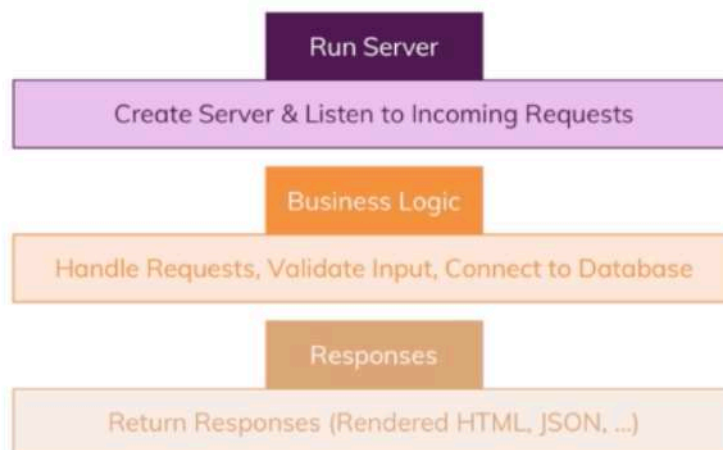 Run Server
Create Server & Listen to Incoming Requests
Business Logic
Handle Requests, Validate Input, Connect to Database
Responses
Return Responses (Rendered HTML, JSON, ...)